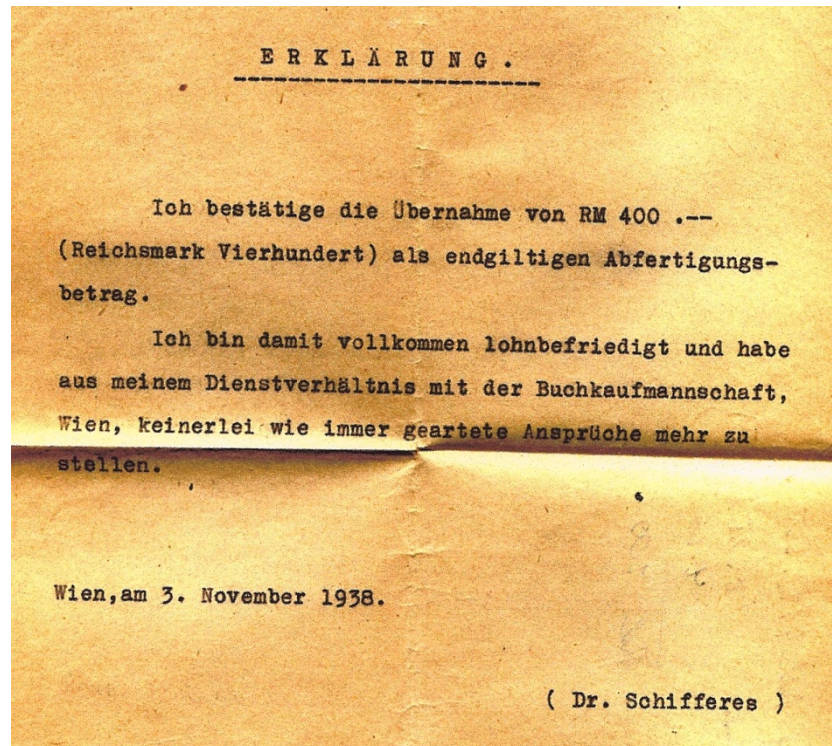 ERKLÄRUNG.
Ich bestätige die Übernahme von RM 400 .--
(Reichsmark Vierhundert) als endgiltigen Abfertigungs-
betrag.
Ich bin damit vollkommen lohnbefriedigt und habe
aus meinem Dienstverhältnis mit der Buchkaufmannschaft,
Wien, keinerlei wie immer geartete Ansprüche mehr zu
stellen.
Wien,am 3. November 1938.
( Dr. Schifferes )